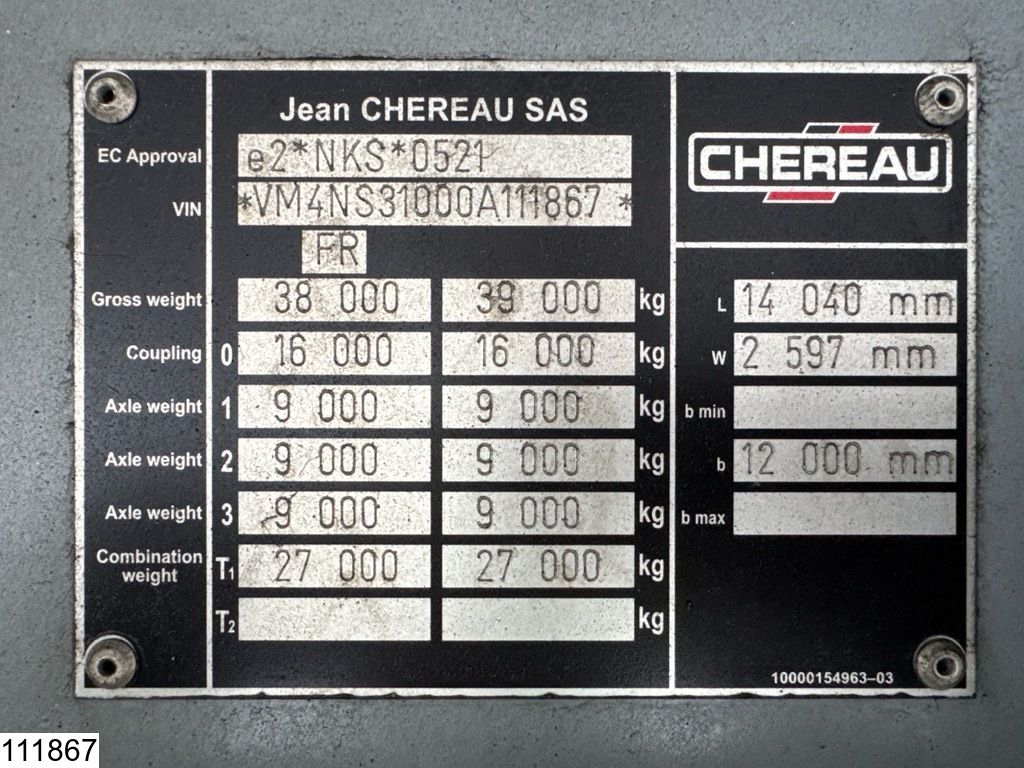 Jean CHEREAU SAS
EC Approval e2*NKS*0521
VIN *VM4NS31000A111867 *
FR
Gross weight 38 000 39 000 kg
Coupling 0 16 000 16 000 kg
Axle weight 1 9 000 9 000 kg
Axle weight 2 9 000 9 000 kg
Axle weight 3 9 000 9 000 kg
Combination
weight T1 27 000 27 000 kg
T2 kg
CHEREAU
L 14 040 mm
W 2 597 mm
b min
b 12 000 mm
b max
10000154963-03
111867